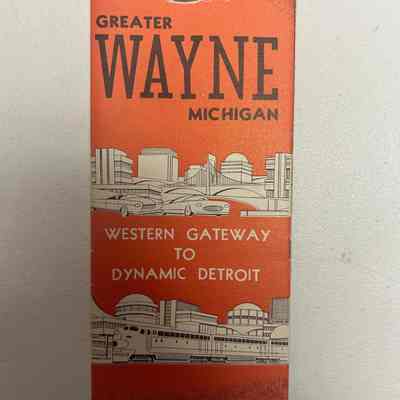 GREATER
WAYNE
MICHIGAN
WESTERN GATEWAY
TO
DYNAMIC DETROIT